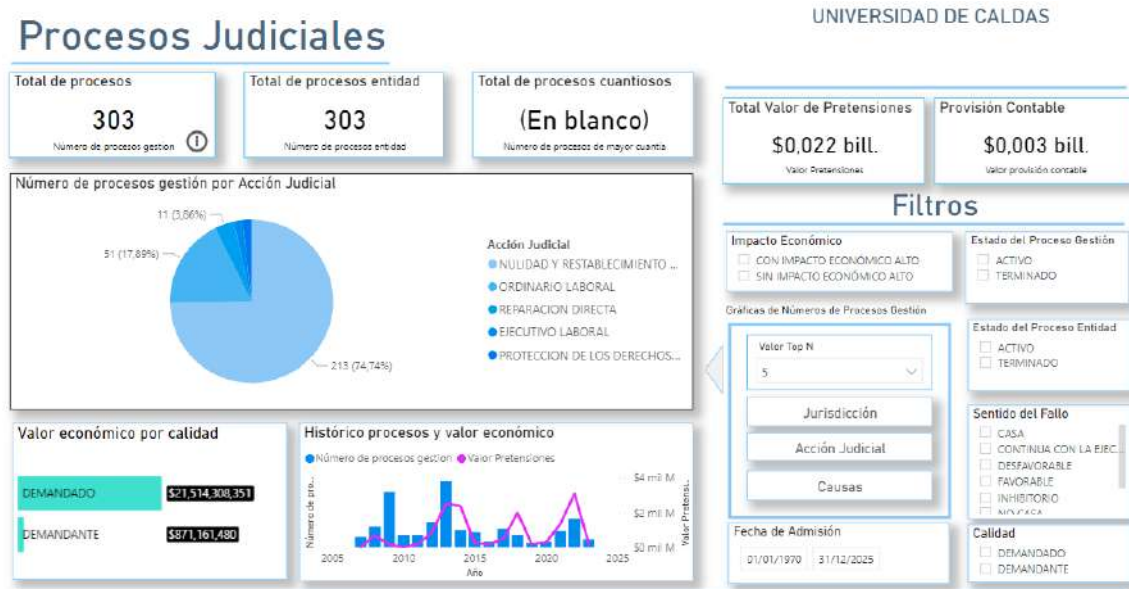 Procesos Judiciales
UNIVERSIDAD DE CALDAS
Total de procesos
303
Número de procesos gestion
Total de procesos entidad
303
Número de procesos entidad
Total de procesos cuantiosos
(En blanco)
Número de procesos de mayor cuantía
Total Valor de Pretensiones
$0,022 bill.
Valor Pretensiones
Provisión Contable
$0,003 bill.
Valor provisión contable
Número de procesos gestión por Acción Judicial
11 (3,86%)
51 (17,89%)
213 (74,74%)
Acción Judicial
NULIDAD Y RESTABLECIMIENTO ...
ORDINARIO LABORAL
REPARACION DIRECTA
EJECUTIVO LABORAL
PROTECCION DE LOS DERECHOS...
Filtros
Impacto Económico
CON IMPACTO ECONOMICO ALTO
SIN IMPACTO ECONÓMICO ALTO
Estado del Proceso Gestión
ACTIVO
TERMINADO
Gráficas de Números de Procesos Gestión
Valor Top N
5
Jurisdicción
Acción Judicial
Causas
Estado del Proceso Entidad
ACTIVO
TERMINADO
Sentido del Fallo
CASA
CONTINUA CON LA EJEC...
DESFAVORABLE
FAVORABLE
INHIBITORIO
NO CASA
Valor económico por calidad
DEMANDADO
$21,514,308,351
DEMANDANTE
$871,161,480
Histórico procesos y valor económico
Número de procesos gestion
Valor Pretensiones
Número de pro...
$4 mil M
$2 mil M
$0 mil M
Valor Pretensi...
2005
2010
2015
2020
2025
Año
Fecha de Admisión
01/01/1970
31/12/2025
Calidad
DEMANDADO
DEMANDANTE